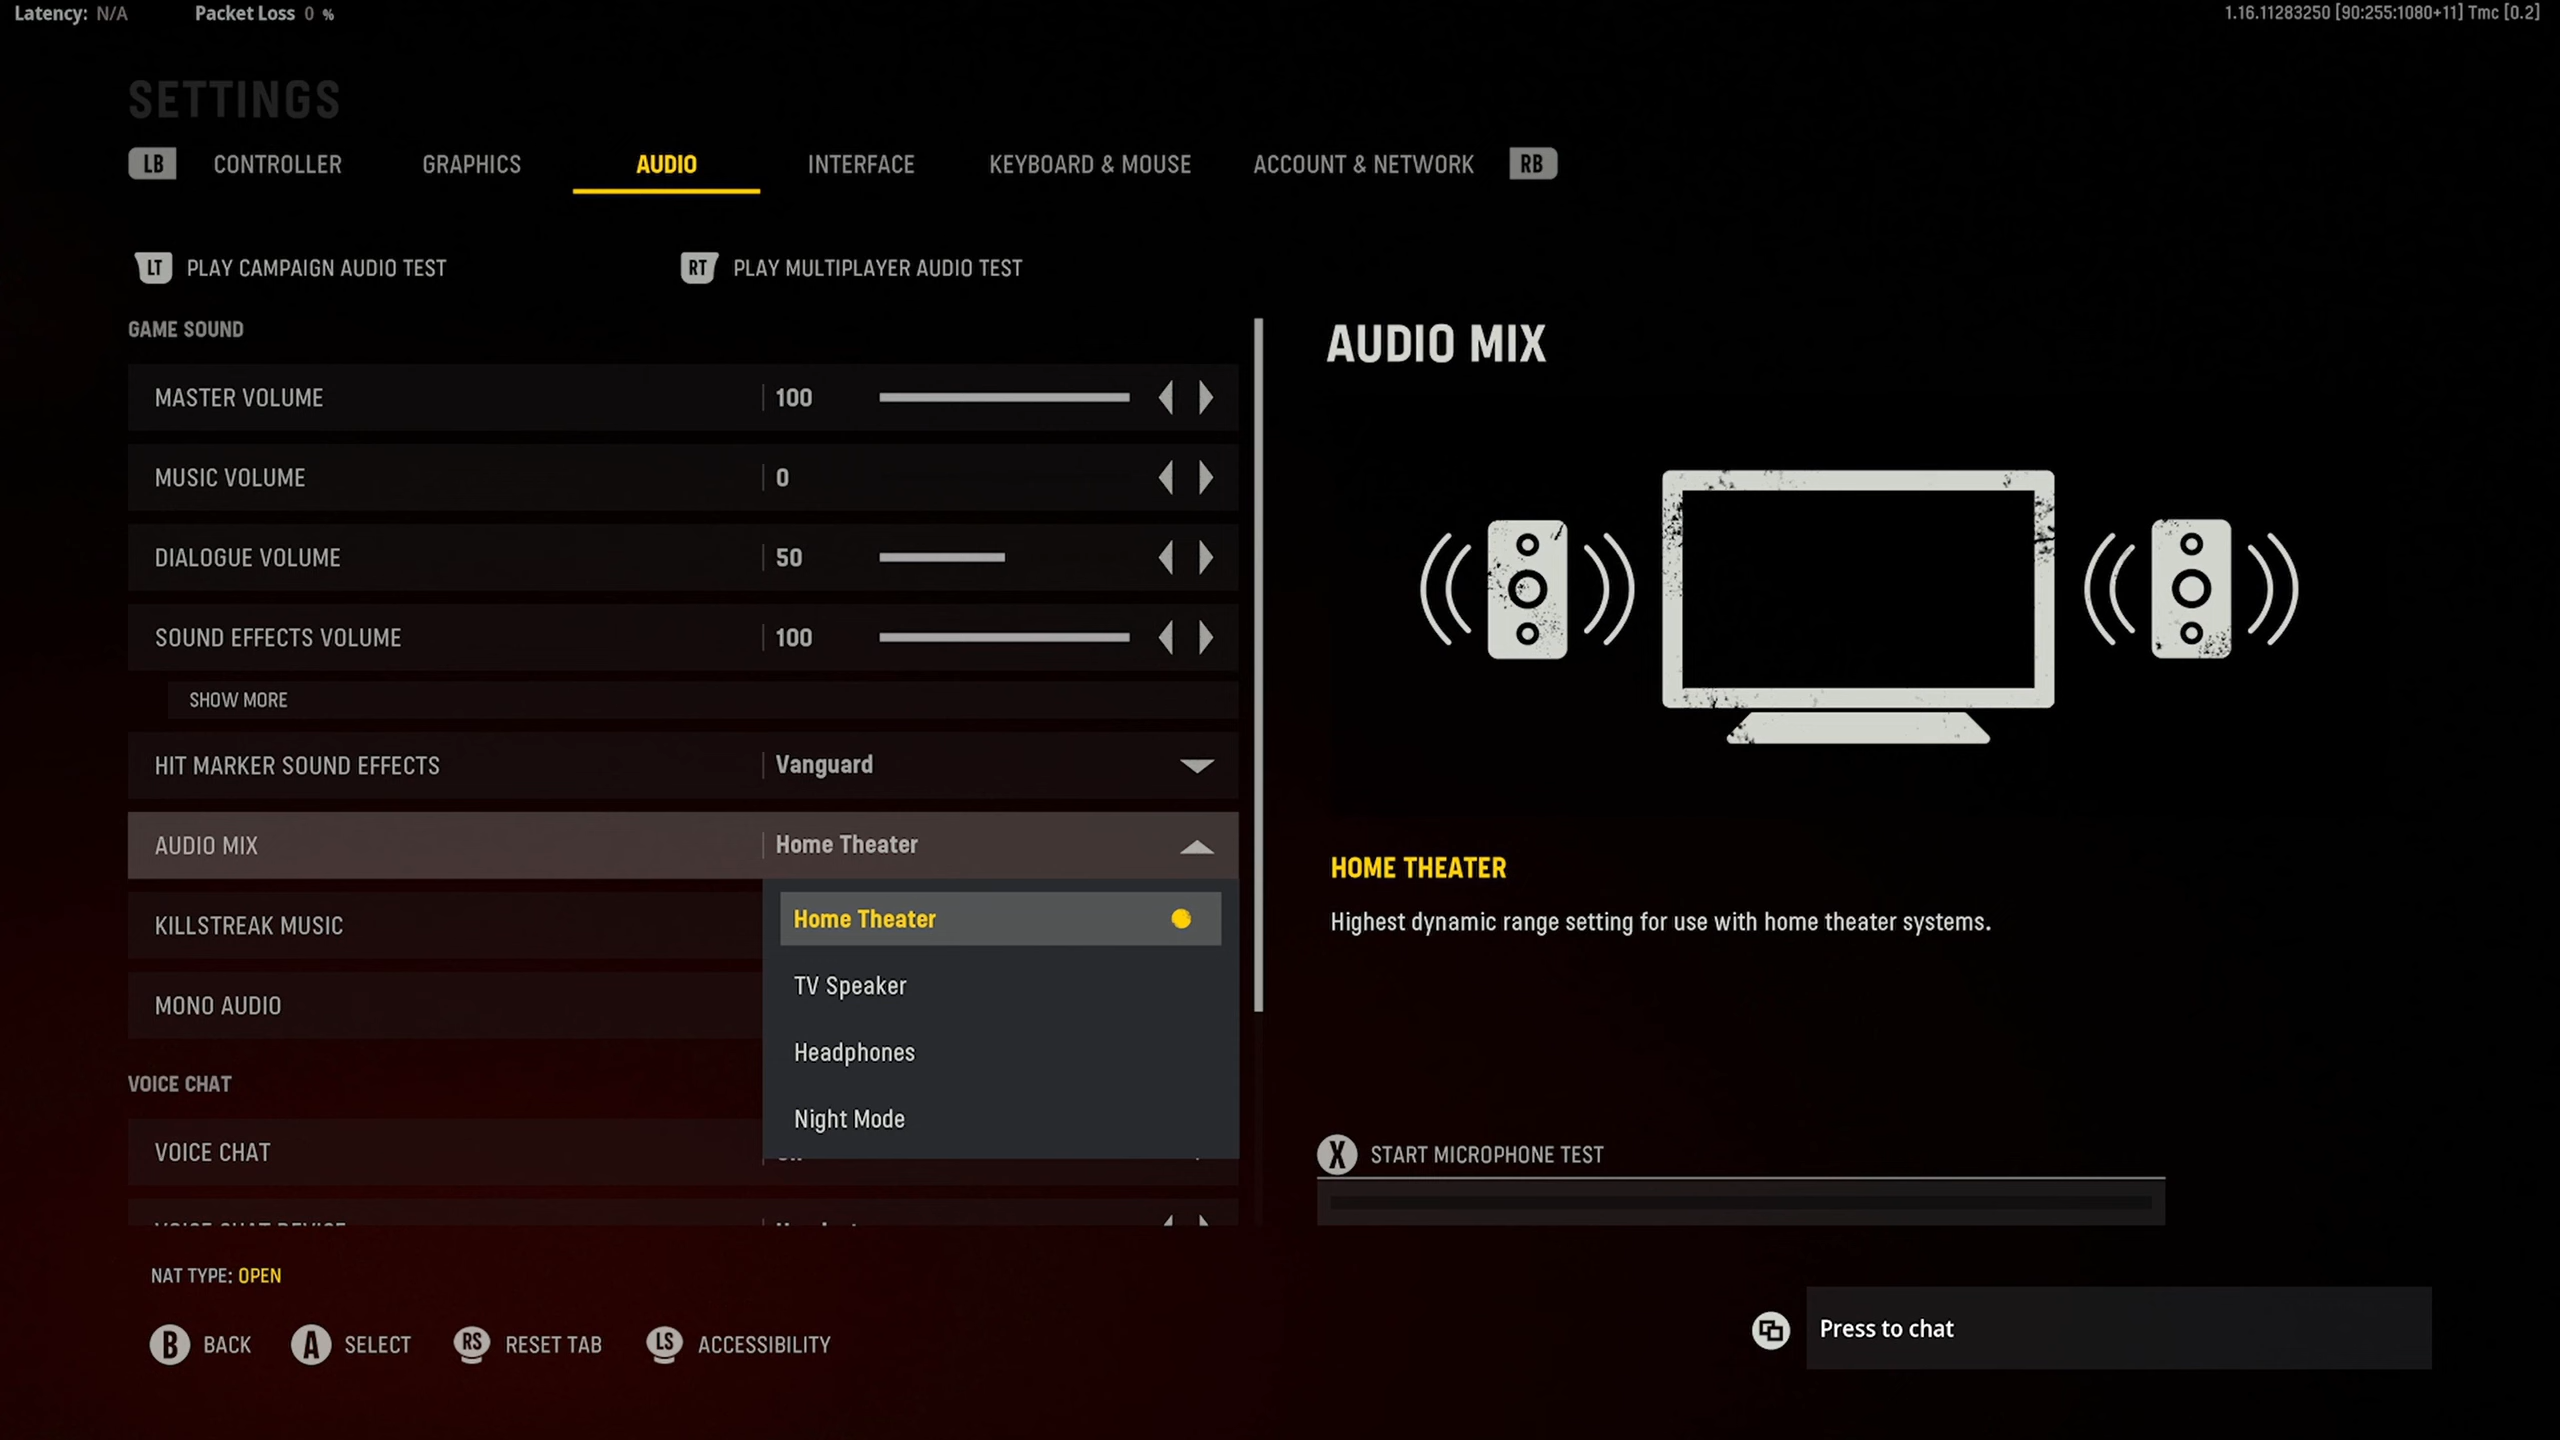 Latency: N/A Packet Loss 0 % 1.16.11283250 [90:255:1080+11] Tmc [0.2]
SETTINGS
LB CONTROLLER GRAPHICS AUDIO INTERFACE KEYBOARD & MOUSE ACCOUNT & NETWORK RB
LT PLAY CAMPAIGN AUDIO TEST RT PLAY MULTIPLAYER AUDIO TEST
GAME SOUND
MASTER VOLUME 100
MUSIC VOLUME 0
DIALOGUE VOLUME 50
SOUND EFFECTS VOLUME 100
SHOW MORE
HIT MARKER SOUND EFFECTS Vanguard
AUDIO MIX Home Theater
Home Theater
TV Speaker
Headphones
Night Mode
KILLSTREAK MUSIC
MONO AUDIO
VOICE CHAT
VOICE CHAT
VOICE CHAT DEVICE
AUDIO MIX
HOME THEATER
Highest dynamic range setting for use with home theater systems.
X START MICROPHONE TEST
NAT TYPE: OPEN
B BACK A SELECT RS RESET TAB LS ACCESSIBILITY
Press to chat